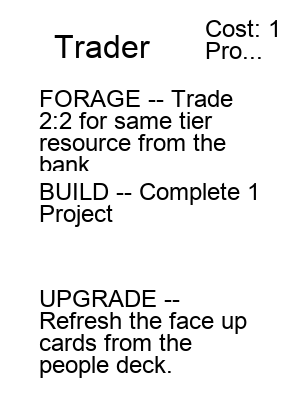 Trader
Cost: 1
Pro...
FORAGE -- Trade
2:2 for same tier
resource from the
bank
BUILD -- Complete 1
Project
UPGRADE --
Refresh the face up
cards from the
people deck.